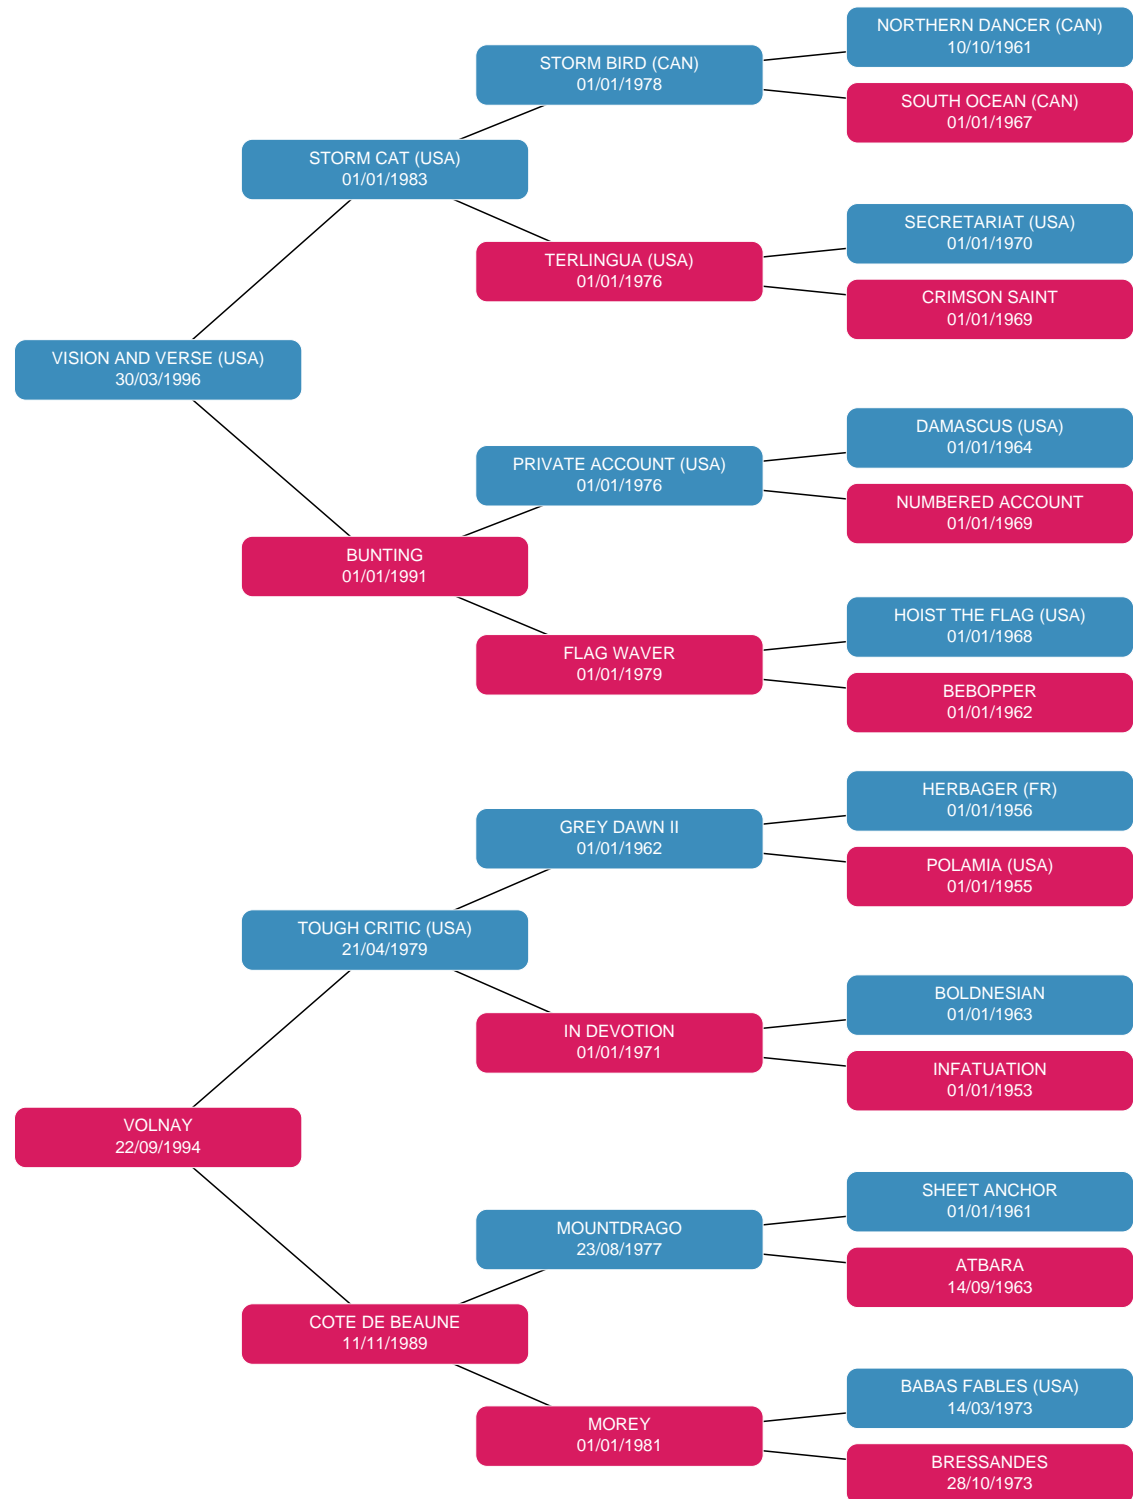 NORTHERN DANCER (CAN)
10/10/1961
STORM BIRD (CAN)
01/01/1978
SOUTH OCEAN (CAN)
01/01/1967
STORM CAT (USA)
01/01/1983
SECRETARIAT (USA)
01/01/1970
TERLINGUA (USA)
01/01/1976
CRIMSON SAINT
01/01/1969
VISION AND VERSE (USA)
30/03/1996
DAMASCUS (USA)
01/01/1964
PRIVATE ACCOUNT (USA)
01/01/1976
NUMBERED ACCOUNT
01/01/1969
BUNTING
01/01/1991
HOIST THE FLAG (USA)
01/01/1968
FLAG WAVER
01/01/1979
BEBOPPER
01/01/1962
HERBAGER (FR)
01/01/1956
GREY DAWN II
01/01/1962
POLAMIA (USA)
01/01/1955
TOUGH CRITIC (USA)
21/04/1979
BOLDNESIAN
01/01/1963
IN DEVOTION
01/01/1971
INFATUATION
01/01/1953
VOLNAY
22/09/1994
SHEET ANCHOR
01/01/1961
MOUNTDRAGO
23/08/1977
ATBARA
14/09/1963
COTE DE BEAUNE
11/11/1989
BABAS FABLES (USA)
14/03/1973
MOREY
01/01/1981
BRESSANDES
28/10/1973